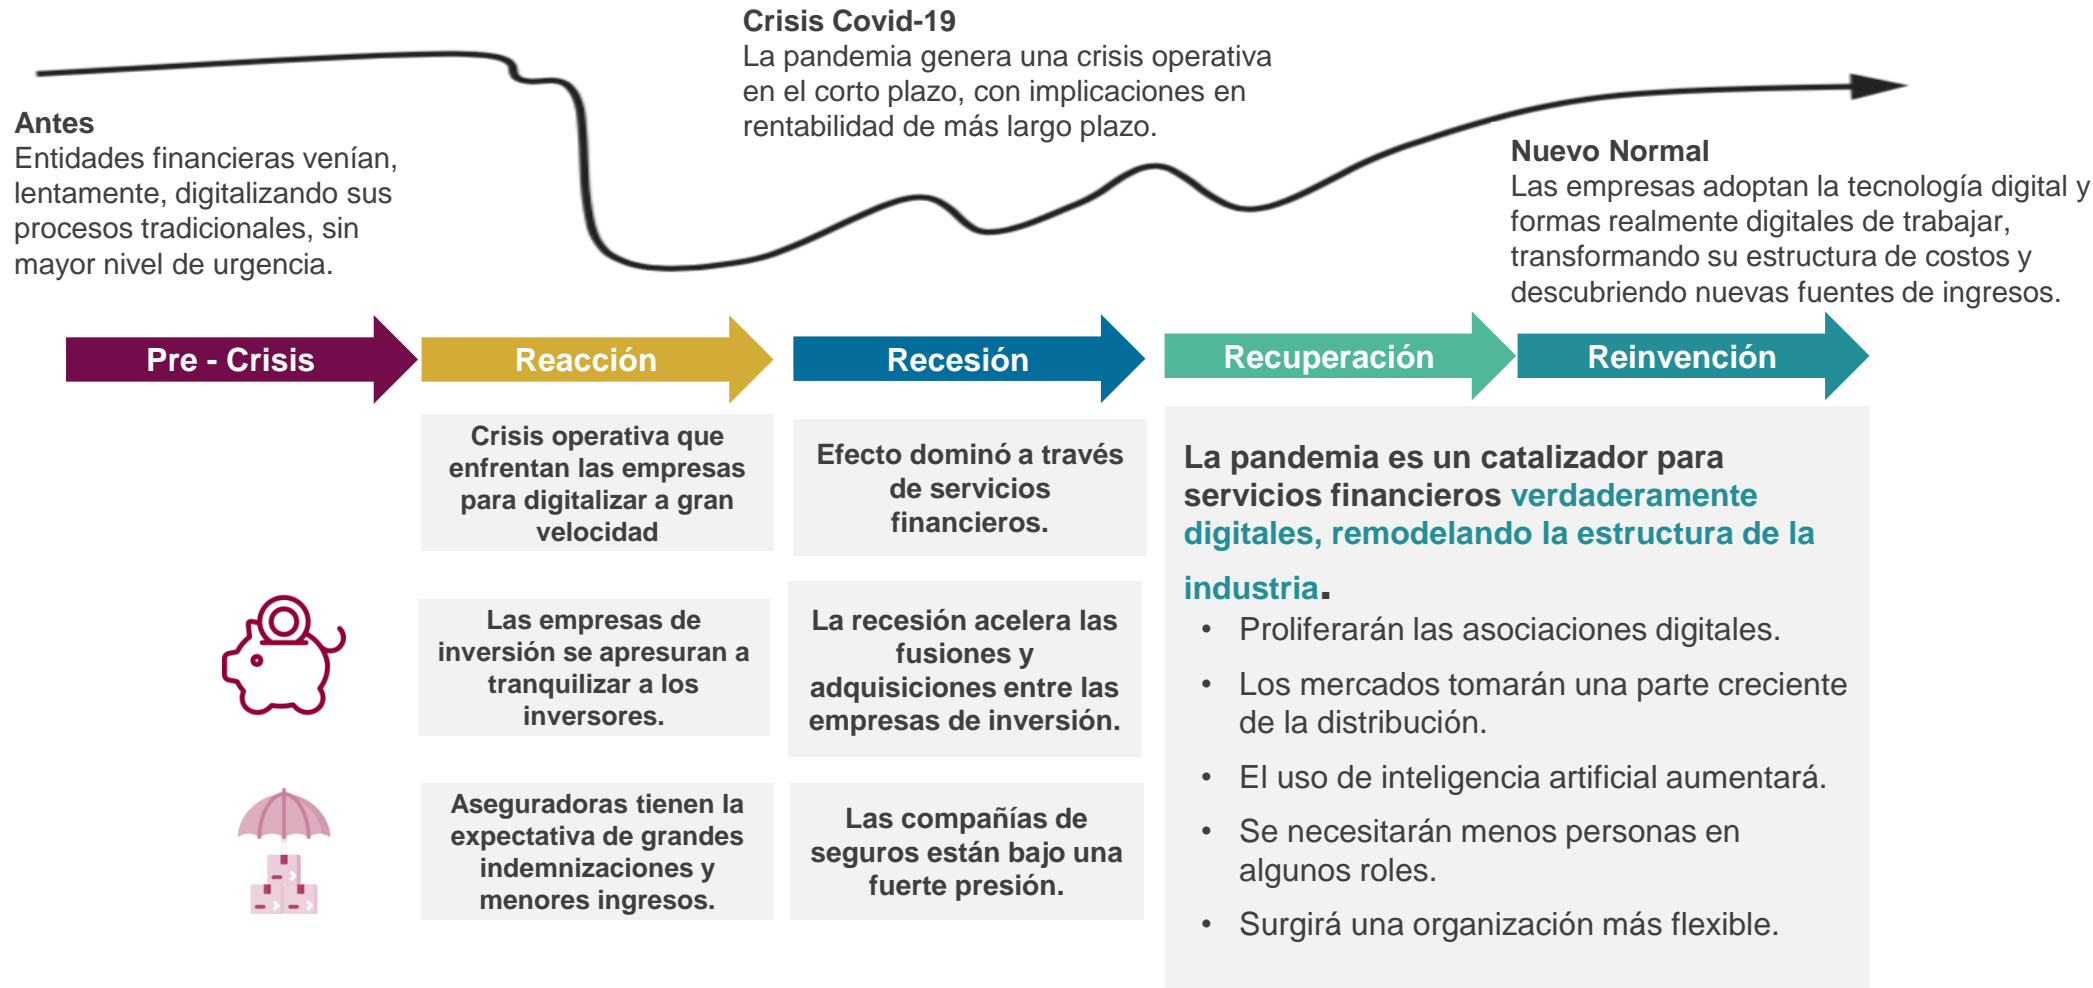 Crisis Covid-19
La pandemia genera una crisis operativa
en el corto plazo, con implicaciones en
rentabilidad de más largo plazo.
Antes
Entidades financieras venían,
lentamente, digitalizando sus
procesos tradicionales, sin
mayor nivel de urgencia.
Nuevo Normal
Las empresas adoptan la tecnología digital y
formas realmente digitales de trabajar,
transformando su estructura de costos y
descubriendo nuevas fuentes de ingresos.
Pre - Crisis
Reacción
Recesión
Recuperación
Reinvención
Crisis operativa que
enfrentan las empresas
para digitalizar a gran
velocidad
Efecto dominó a través
de servicios
financieros.
Las empresas de
inversión se apresuran a
tranquilizar a los
inversores.
La recesión acelera las
fusiones y
adquisiciones entre las
empresas de inversión.
Aseguradoras tienen la
expectativa de grandes
indemnizaciones y
menores ingresos.
Las compañías de
seguros están bajo una
fuerte presión.
La pandemia es un catalizador para
servicios financieros verdaderamente
digitales, remodelando la estructura de la
industria.
• Proliferarán las asociaciones digitales.
• Los mercados tomarán una parte creciente
de la distribución.
• El uso de inteligencia artificial aumentará.
• Se necesitarán menos personas en
algunos roles.
• Surgirá una organización más flexible.